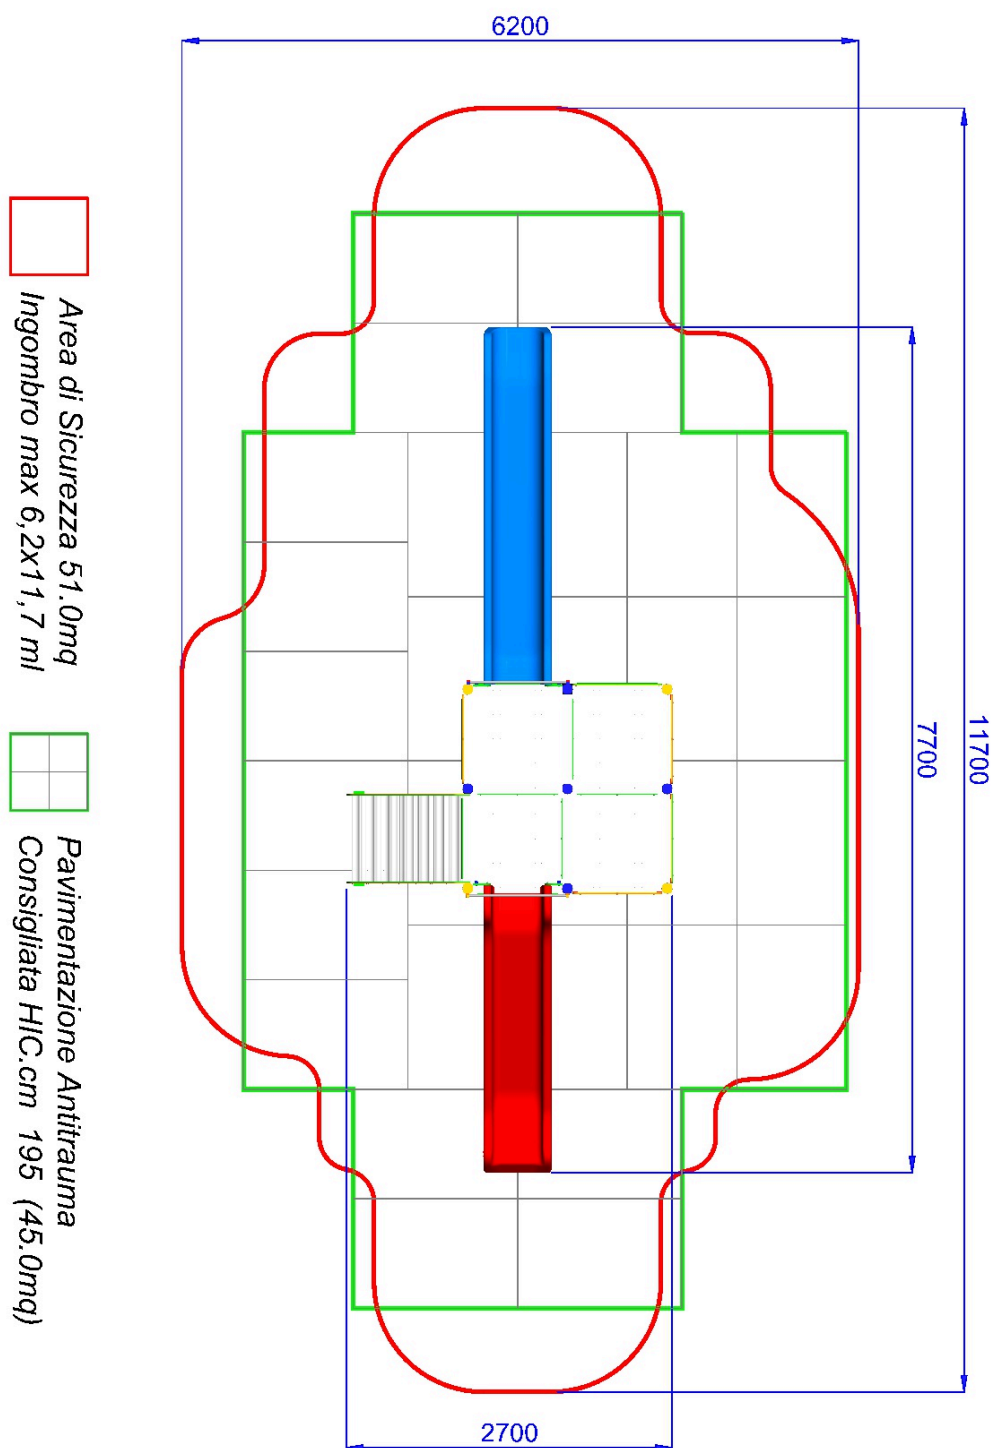 6200
11700
7700
2700
Area di Sicurezza 51.0mq
Ingombro max 6,2x11,7 ml
Pavimentazione Antitrauma
Consigliata HIC.cm 195 (45.0mq)